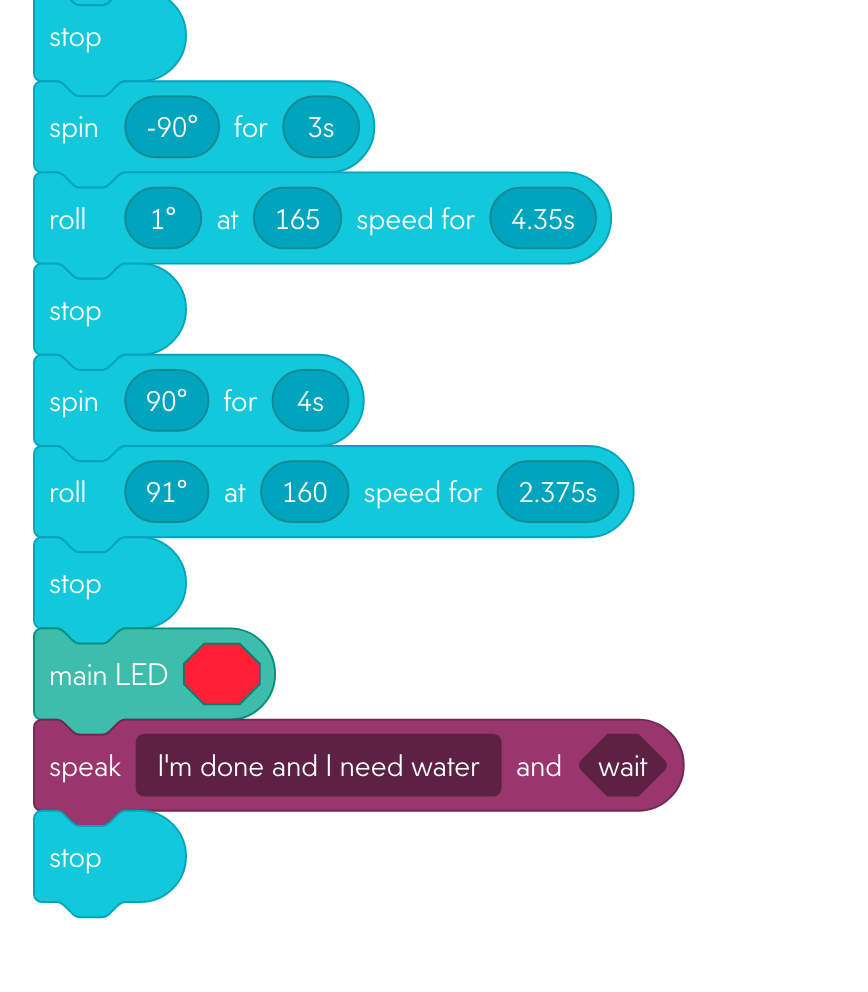 stop
spin -90° for 3s
roll 1° at 165 speed for 4.35s
stop
spin 90° for 4s
roll 91° at 160 speed for 2.375s
stop
main LED
speak I'm done and I need water and wait
stop